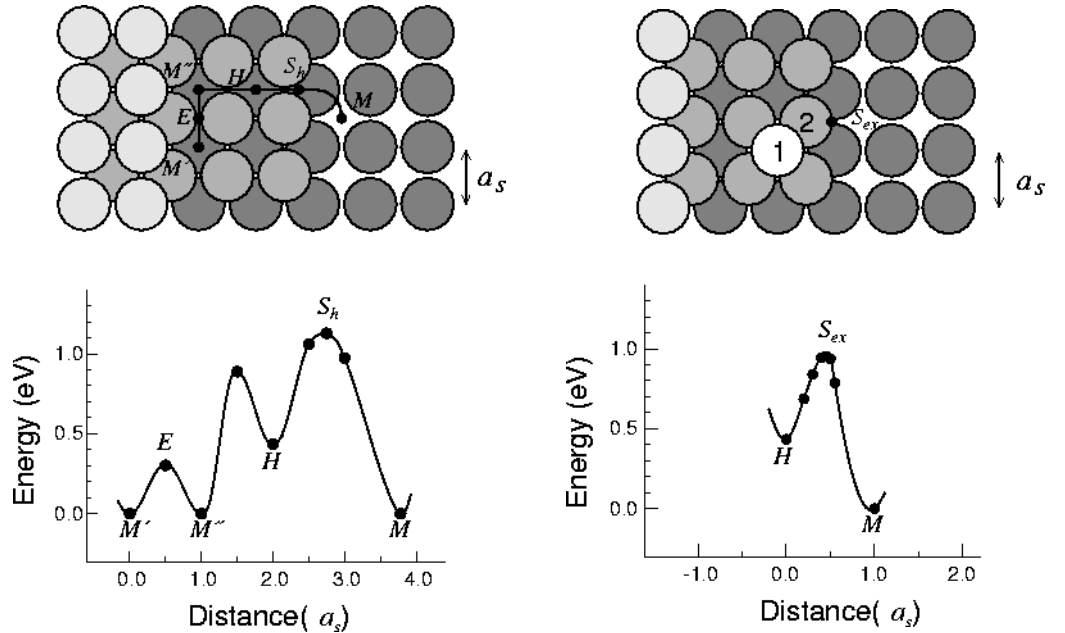 M″ H S_h M
E
M′
a_s
1 2 S_ex
a_s
Energy (eV)
1.0
0.5
0.0
S_h
E
H
M′ M″ M
0.0 1.0 2.0 3.0 4.0
Distance( a_s)
Energy (eV)
1.0
0.5
0.0
S_ex
H
M
-1.0 0.0 1.0 2.0
Distance( a_s)